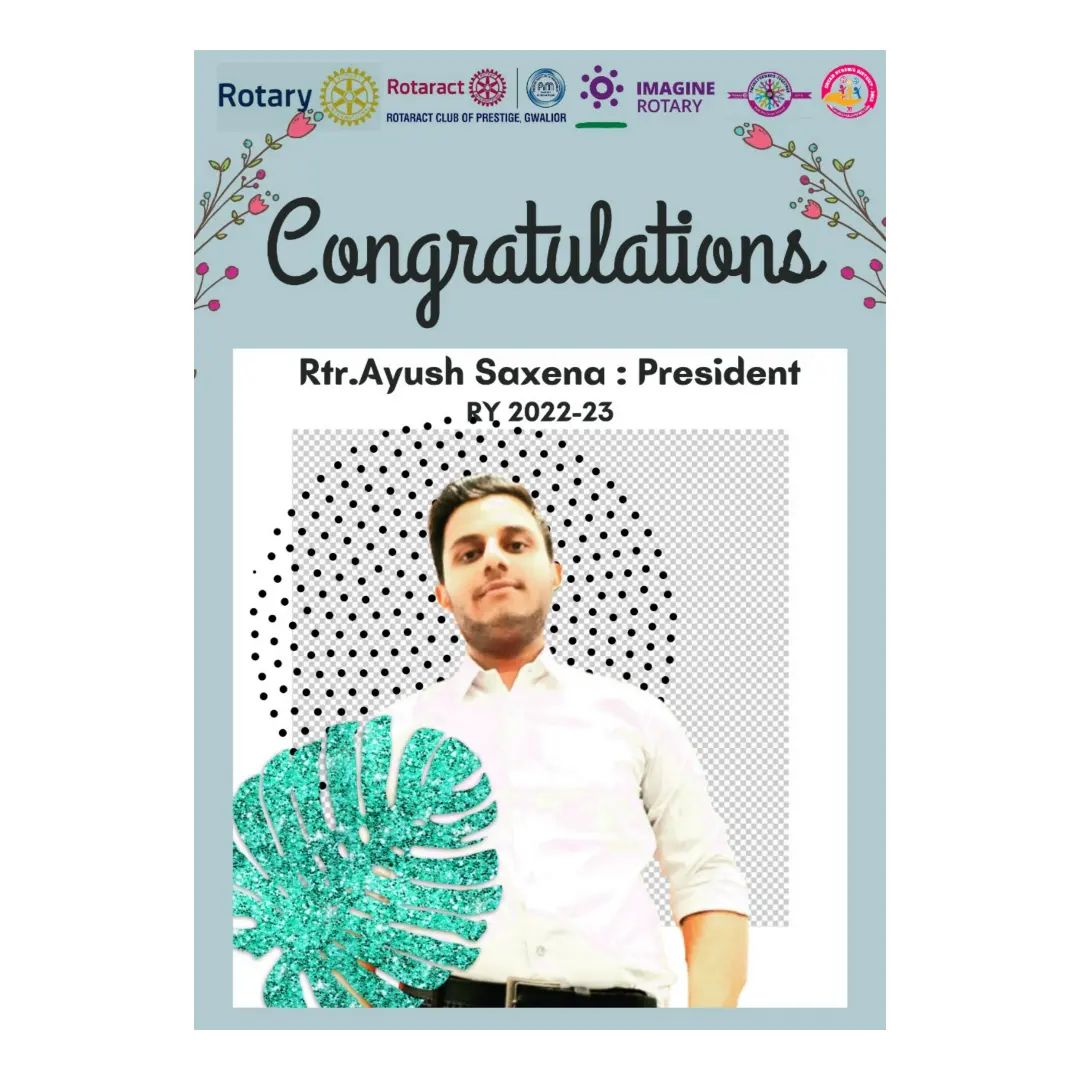 Rotary
Rotaract
ROTARACT CLUB OF PRESTIGE, GWALIOR
IMAGINE
ROTARY
Congratulations
Rtr.Ayush Saxena : President
RY 2022-23